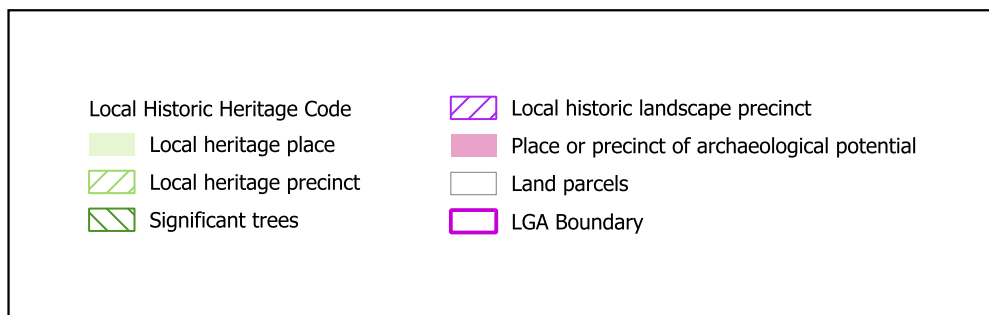 Local Historic Heritage Code
Local heritage place
Local heritage precinct
Significant trees
Local historic landscape precinct
Place or precinct of archaeological potential
Land parcels
LGA Boundary